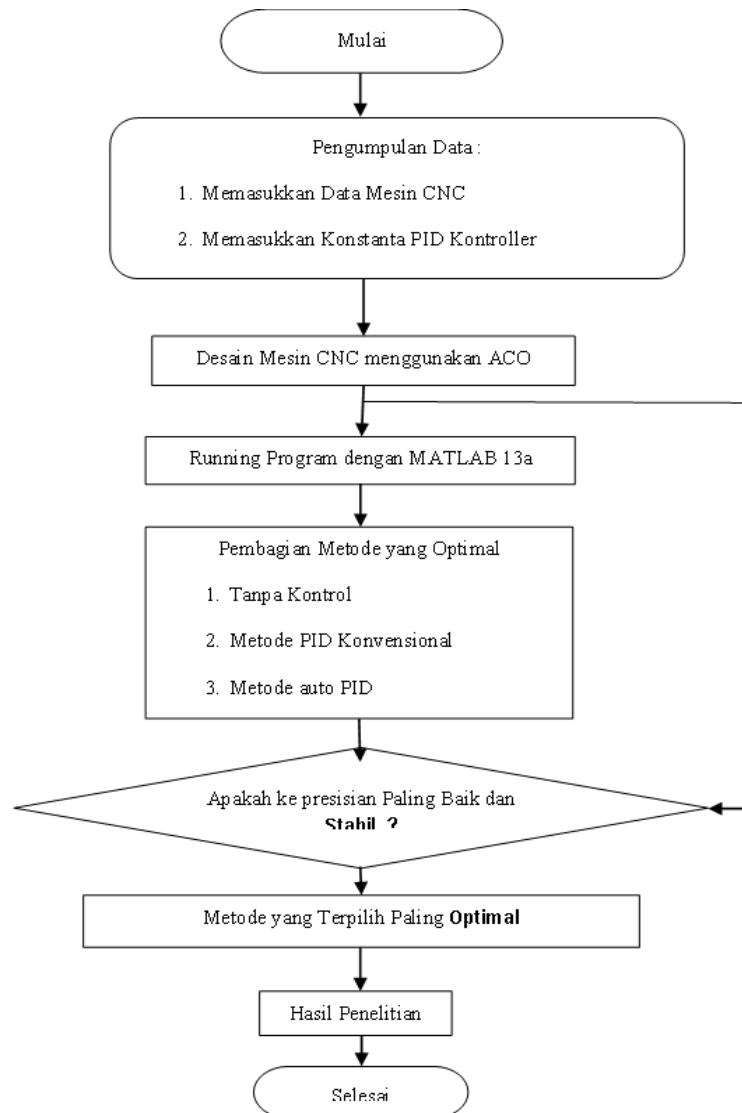 Mulai
Pengumpulan Data :
1. Memasukkan Data Mesin CNC
2. Memasukkan Konstanta PID Kontroller
Desain Mesin CNC menggunakan ACO
Running Program dengan MATLAB 13a
Pembagian Metode yang Optimal
1. Tanpa Kontrol
2. Metode PID Konvensional
3. Metode auto PID
Apakah ke presisian Paling Baik dan
Stabil ?
Metode yang Terpilih Paling Optimal
Hasil Penelitian
Selesai